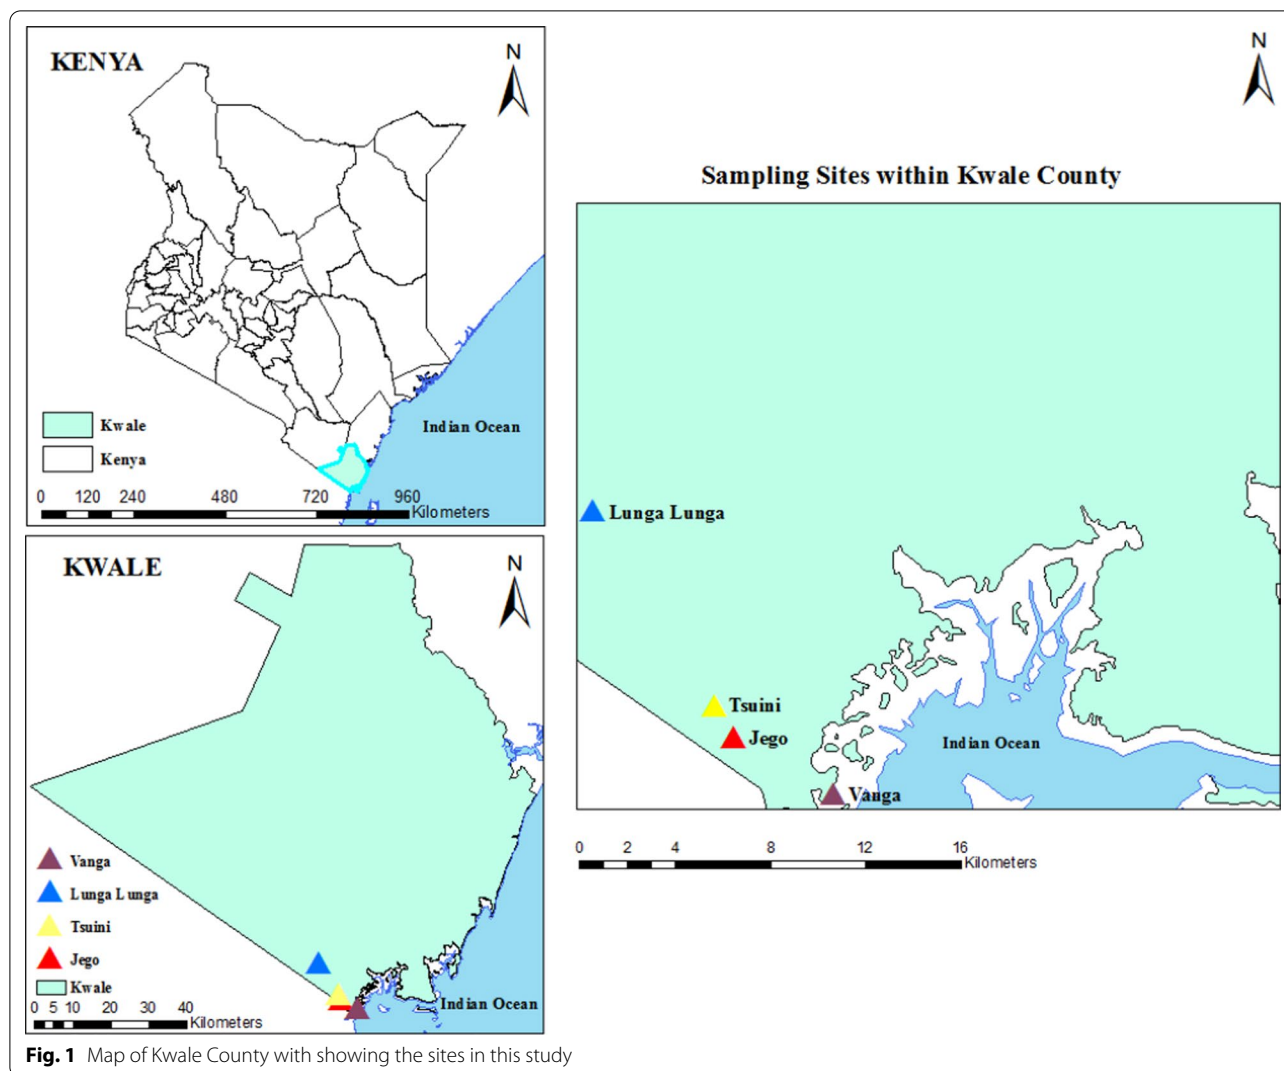 KENYA
N
Indian Ocean
Kwale
Kenya
0 120 240 480 720 960
Kilometers
KWALE
N
Vanga
Lunga Lunga
Tsuini
Jego
Kwale
0 5 10 20 30 40
Kilometers
Indian Ocean
N
Sampling Sites within Kwale County
Lunga Lunga
Tsuini
Jego
Indian Ocean
Vanga
0 2 4 8 12 16
Kilometers
Fig. 1 Map of Kwale County with showing the sites in this study